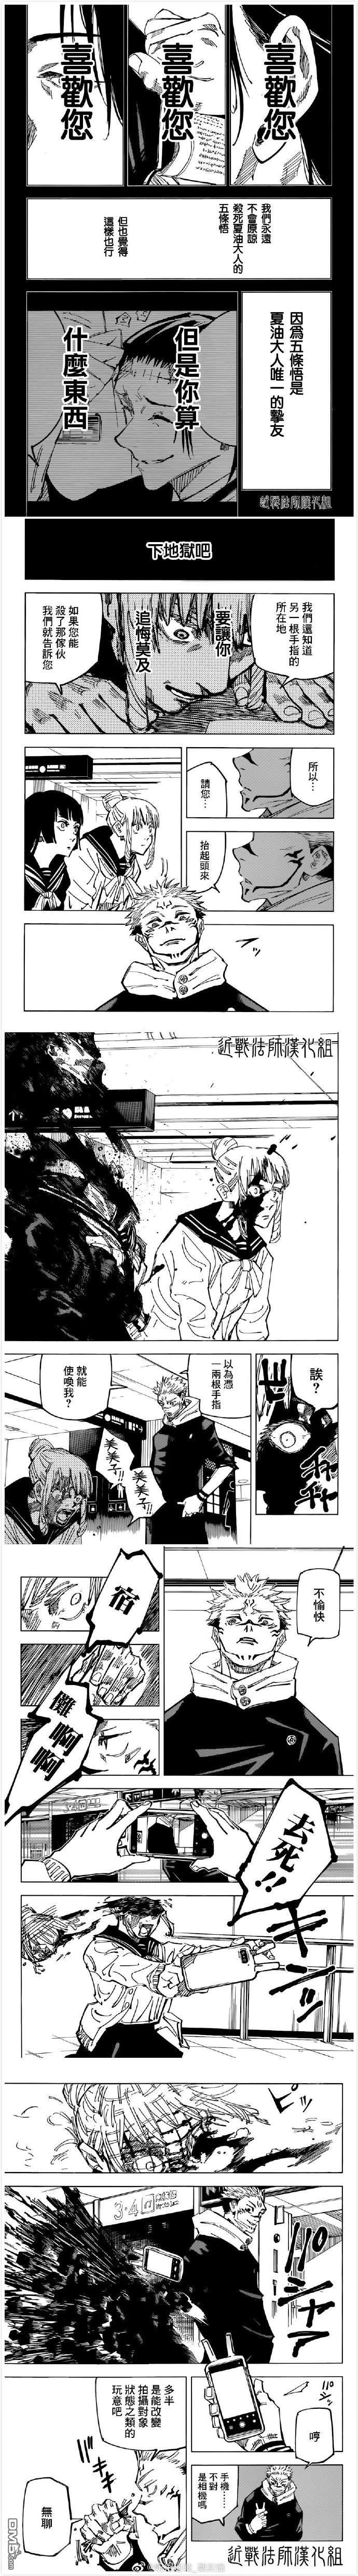 喜歡您
喜歡您
喜歡您
我們永遠
不會原諒
殺死夏油大人的
五條悟
但也覺得
這樣也行
因爲五條悟是
夏油大人唯一的摯友
但是你算
什麼東西
近戰法師漢化組
下地獄吧
我們還知道
另一根手指的
所在地
要讓你
追悔莫及
如果您能
殺了那傢伙
我們就告訴您
所以…
請您…
抬起頭來
近戰法師漢化組
誒?
以為憑
一兩根手指
就能
使喚我?
美美子!!
美美子!!
不愉快
宿
儺啊啊
去死!!
3・4
哼
手機…
不對
是相機嗎
多半
是能改變
拍攝對象
狀態之類的
玩意吧
無聊
近戰法師漢化組